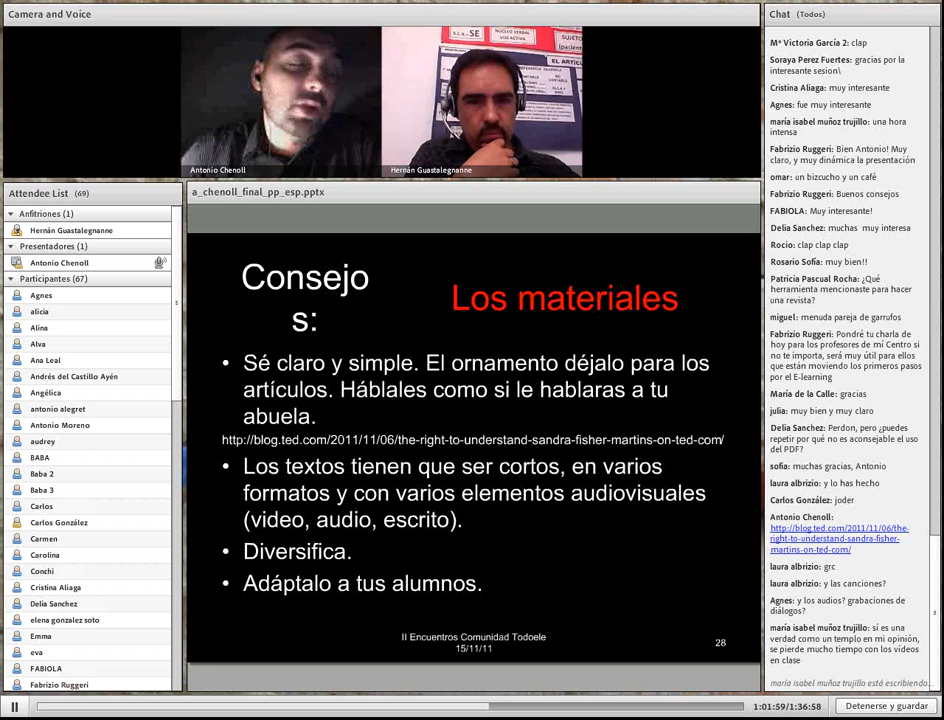 Camera and Voice
S.C.A.-SE
NÚCLEO VERBAL
VOZ ACTIVA
SUJETO
(pacient
EL ARTÍCU
Antonio Chenoll
Hernán Guastalegnanne
Attendee List (69)
Anfitriones (1)
Hernán Guastalegnanne
Presentadores (1)
Antonio Chenoll
Participantes (67)
Agnes
alicia
Alina
Alva
Ana Leal
Andrés del Castillo Ayén
Angélica
antonio alegret
Antonio Moreno
audrey
BABA
Baba 2
Baba 3
Carlos
Carlos González
Carmen
Carolina
Conchi
Cristina Aliaga
Delia Sanchez
elena gonzalez soto
Emma
eva
FABIOLA
Fabrizio Ruggeri
a_chenoll_final_pp_esp.pptx
Consejo
s:
Los materiales
• Sé claro y simple. El ornamento déjalo para los
artículos. Háblales como si le hablaras a tu
abuela.
http://blog.ted.com/2011/11/06/the-right-to-understand-sandra-fisher-martins-on-ted-com/
• Los textos tienen que ser cortos, en varios
formatos y con varios elementos audiovisuales
(video, audio, escrito).
• Diversifica.
• Adáptalo a tus alumnos.
II Encuentros Comunidad Todoele
15/11/11
28
Chat (Todos)
Mª Victoria García 2: clap
Soraya Perez Fuertes: gracias por la
interesante sesion\
Cristina Aliaga: muy interesante
Agnes: fue muy interesante
maría isabel muñoz trujillo: una hora
intensa
Fabrizio Ruggeri: Bien Antonio! Muy
claro, y muy dinámica la presentación
omar: un bizcucho y un café
Fabrizio Ruggeri: Buenos consejos
FABIOLA: Muy interesante!
Delia Sanchez: muchas muy interesa
Rocio: clap clap clap
Rosario Sofía: muy bien!!
Patricia Pascual Rocha: ¿Qué
herramienta mencionaste para hacer
una revista?
miguel: menuda pareja de garrufos
Fabrizio Ruggeri: Pondré tu charla de
hoy para los profesores de mí Centro si
no te importa, será muy útil para ellos
que están moviendo los primeros pasos
por el E-learning
María de la Calle: gracias
julia: muy bien y muy claro
Delia Sanchez: Perdon, pero ¿puedes
repetir por qué no es aconsejable el uso
del PDF?
sofia: muchas gracias, Antonio
laura albrizio: y lo has hecho
Carlos González: joder
Antonio Chenoll:
http://blog.ted.com/2011/11/06/the-
right-to-understand-sandra-fisher-
martins-on-ted-com/
laura albrizio: grc
laura albrizio: y las canciones?
Agnes: y los audios? grabaciones de
diálogos?
maría isabel muñoz trujillo: sí es una
verdad como un templo en mi opinión,
se pierde mucho tiempo con los vídeos
en clase
maría isabel muñoz trujillo está escribiendo...
1:01:59/1:36:58
Detenerse y guardar